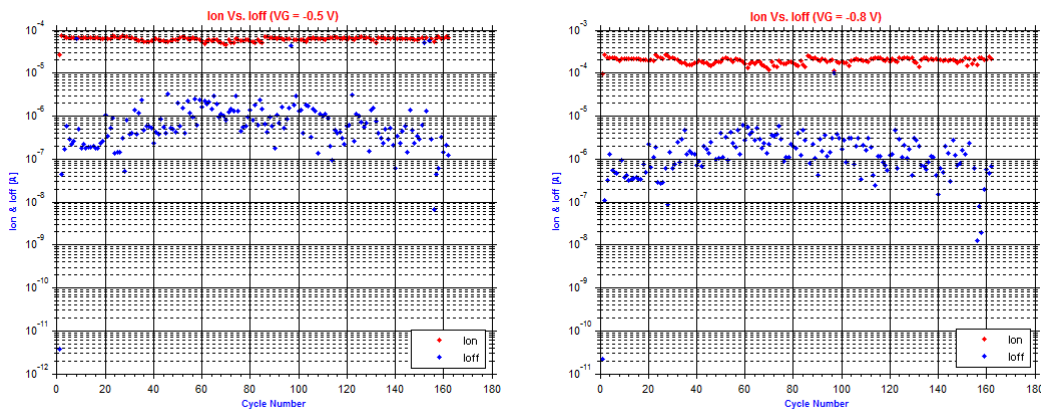 Ion Vs. Ioff (VG = -0.5 V)
Ion & Ioff [A]
10^-4
10^-5
10^-6
10^-7
10^-8
10^-9
10^-10
10^-11
10^-12
0 20 40 60 80 100 120 140 160 180
Cycle Number
Ion
Ioff
Ion Vs. Ioff (VG = -0.8 V)
Ion & Ioff [A]
10^-3
10^-4
10^-5
10^-6
10^-7
10^-8
10^-9
10^-10
10^-11
0 20 40 60 80 100 120 140 160 180
Cycle Number
Ion
Ioff